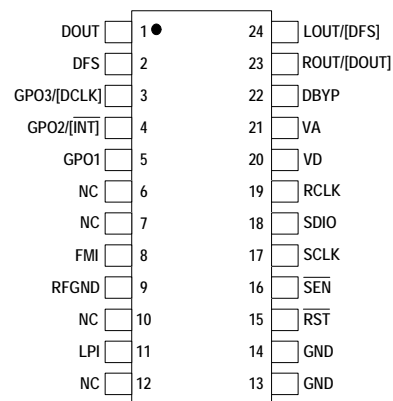 DOUT 1 24 LOUT/[DFS]
DFS 2 23 ROUT/[DOUT]
GPO3/[DCLK] 3 22 DBYP
GPO2/[INT] 4 21 VA
GPO1 5 20 VD
NC 6 19 RCLK
NC 7 18 SDIO
FMI 8 17 SCLK
RFGND 9 16 SEN
NC 10 15 RST
LPI 11 14 GND
NC 12 13 GND